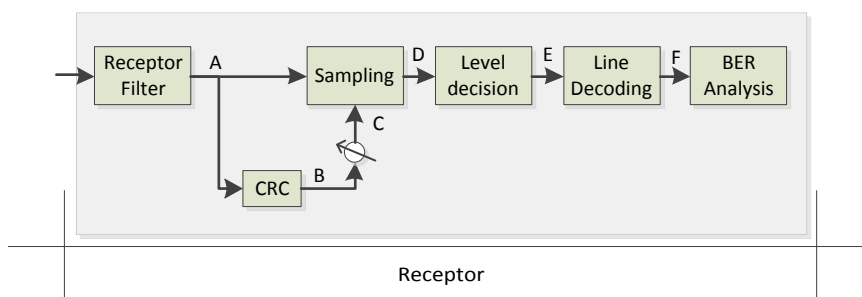 Receptor
Filter
A
Sampling
D
Level
decision
E
Line
Decoding
F
BER
Analysis
C
CRC
B
Receptor